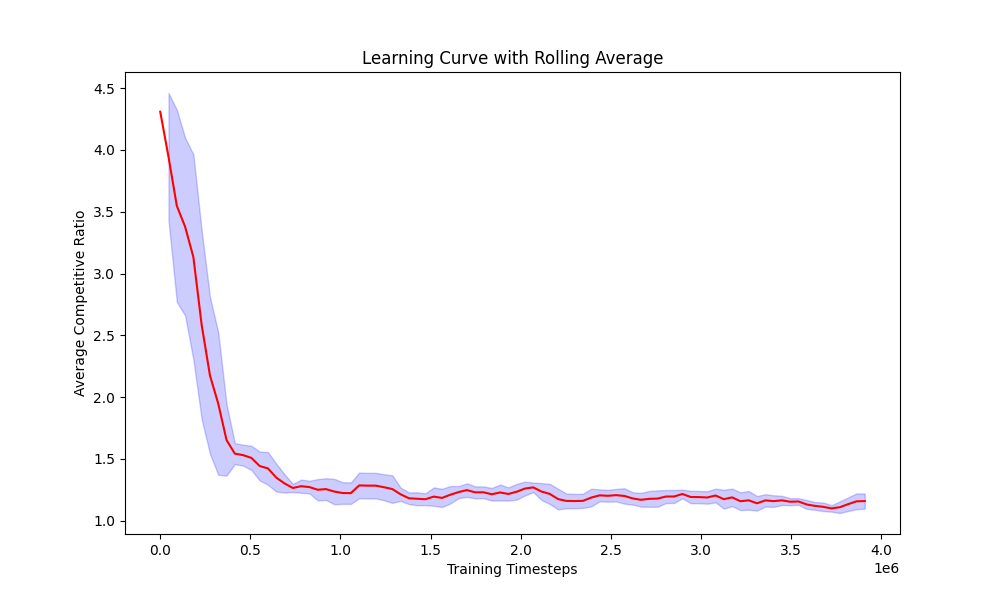 Learning Curve with Rolling Average
Average Competitive Ratio
4.5
4.0
3.5
3.0
2.5
2.0
1.5
1.0
0.0 0.5 1.0 1.5 2.0 2.5 3.0 3.5 4.0
1e6
Training Timesteps